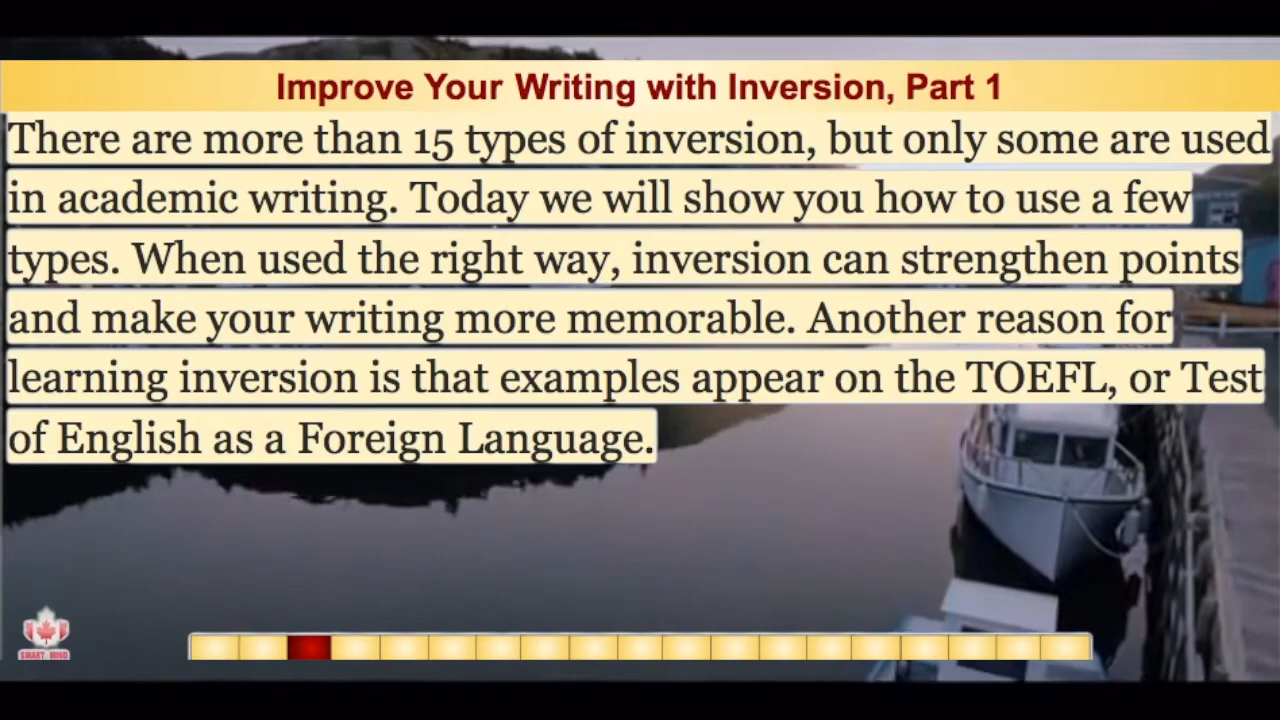 Improve Your Writing with Inversion, Part 1
There are more than 15 types of inversion, but only some are used
in academic writing. Today we will show you how to use a few
types. When used the right way, inversion can strengthen points
and make your writing more memorable. Another reason for
learning inversion is that examples appear on the TOEFL, or Test
of English as a Foreign Language.
SMART MIND